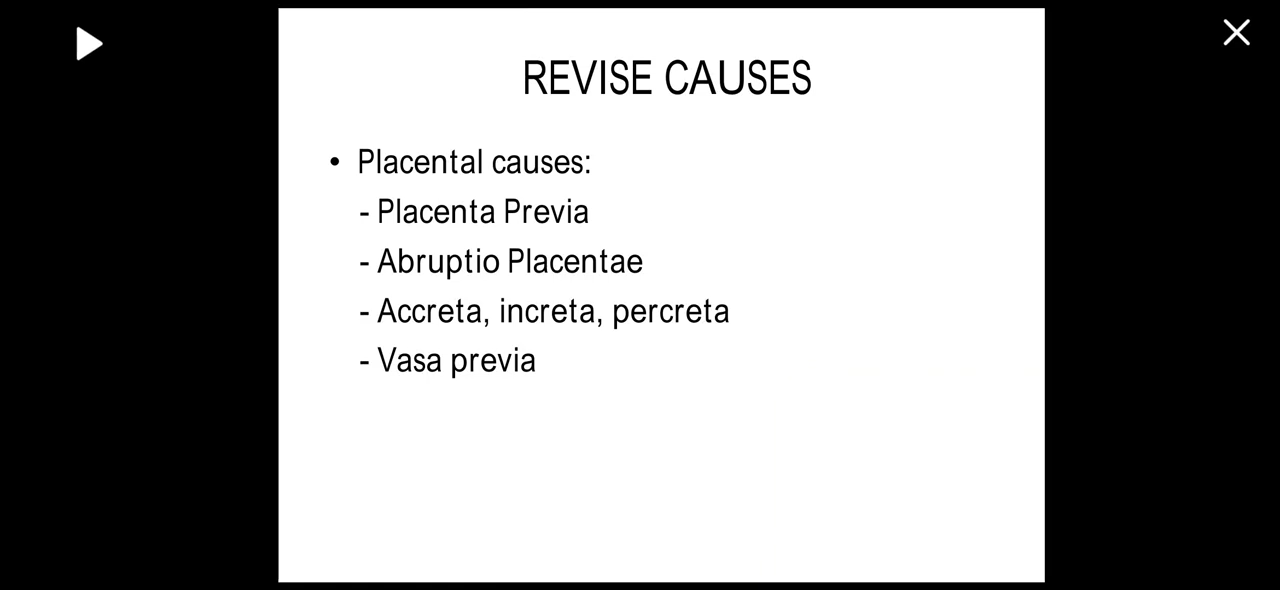 REVISE CAUSES
• Placental causes:
- Placenta Previa
- Abruptio Placentae
- Accreta, increta, percreta
- Vasa previa